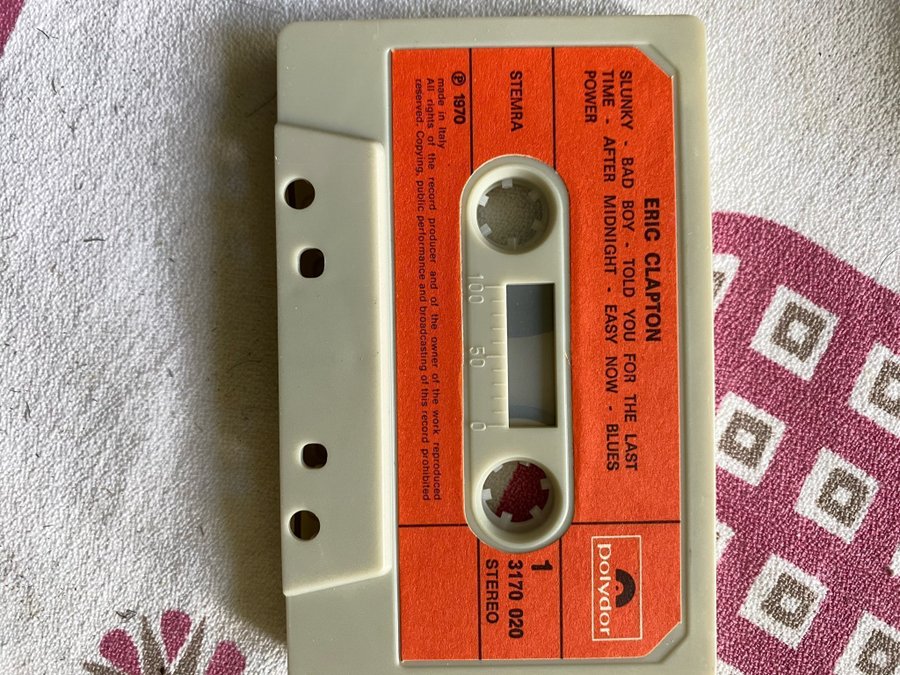 ERIC CLAPTON
SLUNKY - BAD BOY - TOLD YOU FOR THE LAST
TIME - AFTER MIDNIGHT - EASY NOW - BLUES
POWER
polydor
STEMRA
1
3170 020
STEREO
100 50 0
℗ 1970
made in Italy
All rights of the record producer and of the owner of the work reproduced
reserved. Copying, public performance and broadcasting of this record prohibited